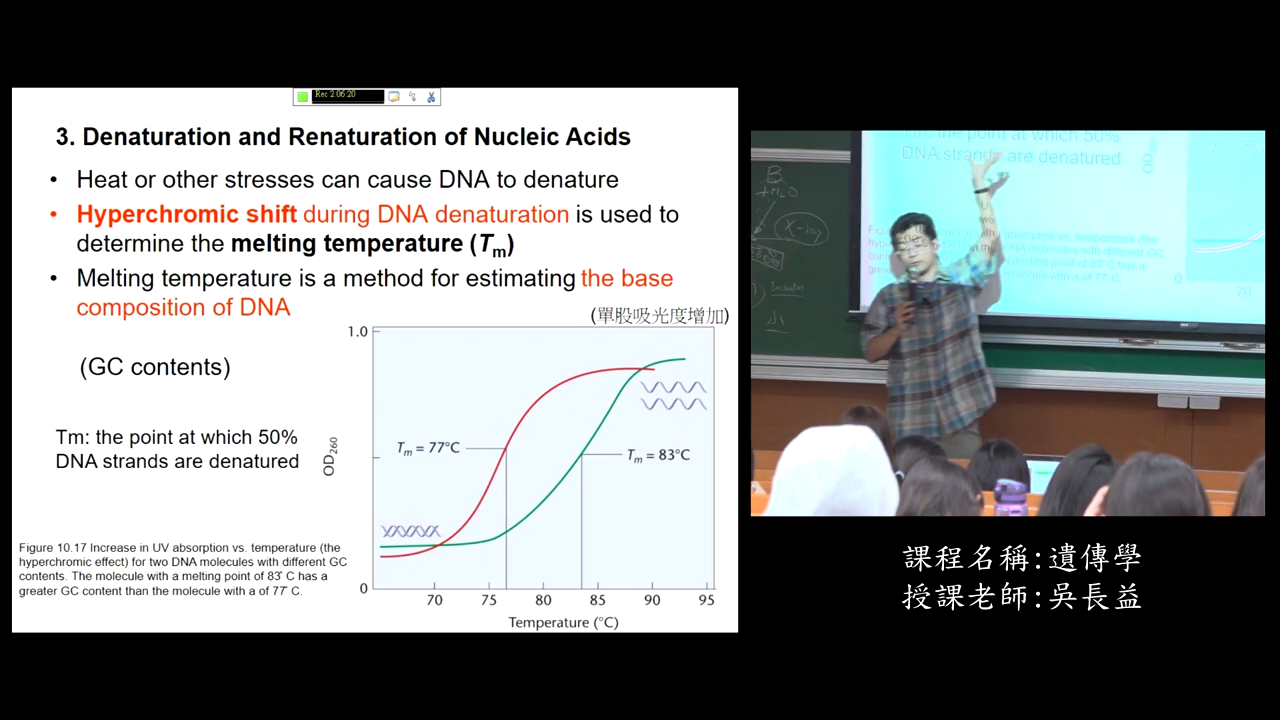 Rec 2:06:20
3. Denaturation and Renaturation of Nucleic Acids
• Heat or other stresses can cause DNA to denature
• Hyperchromic shift during DNA denaturation is used to
determine the melting temperature (Tm)
• Melting temperature is a method for estimating the base
composition of DNA
(GC contents)
Tm: the point at which 50%
DNA strands are denatured
(單股吸光度增加)
1.0
OD260
0
Tm = 77°C
Tm = 83°C
70 75 80 85 90 95
Temperature (°C)
Figure 10.17 Increase in UV absorption vs. temperature (the
hyperchromic effect) for two DNA molecules with different GC
contents. The molecule with a melting point of 83° C has a
greater GC content than the molecule with a of 77° C.
Tm: the point at which 50%
DNA strands are denatured
B
X-ray
Insulin
70
0
課程名稱:遺傳學
授課老師:吳長益